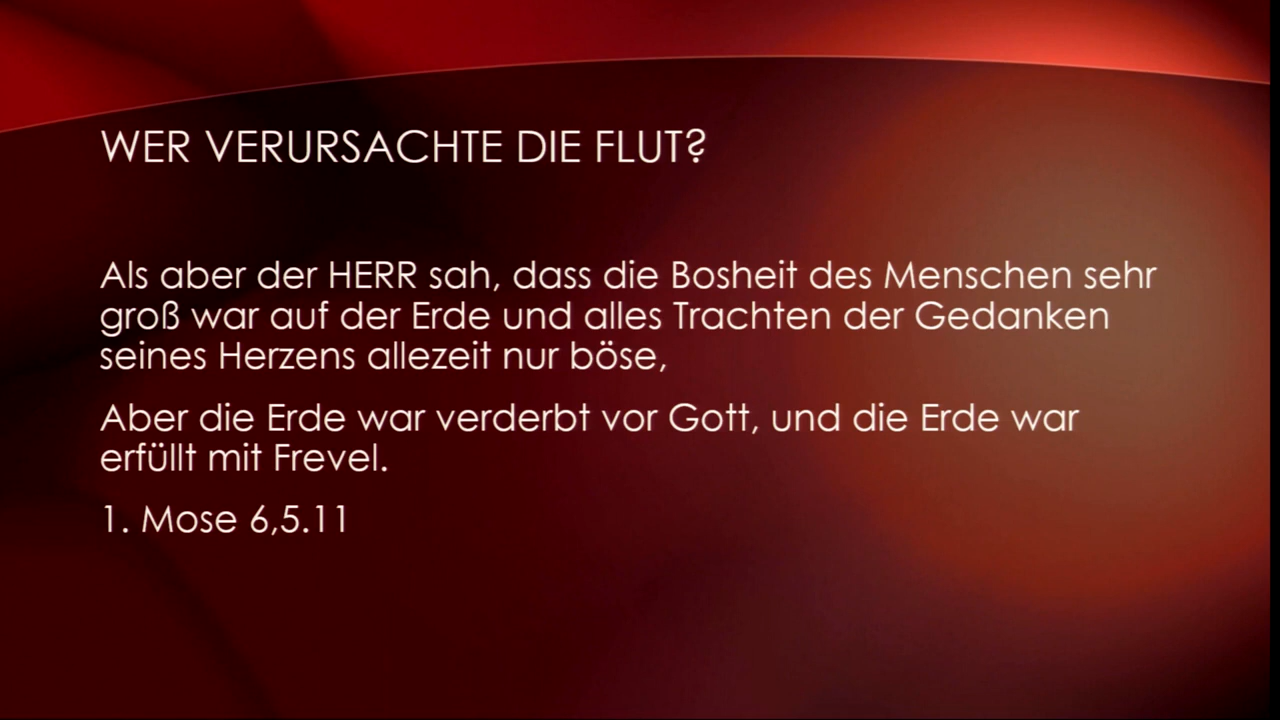 WER VERURSACHTE DIE FLUT?
Als aber der HERR sah, dass die Bosheit des Menschen sehr
groß war auf der Erde und alles Trachten der Gedanken
seines Herzens allezeit nur böse,
Aber die Erde war verderbt vor Gott, und die Erde war
erfüllt mit Frevel.
1. Mose 6,5.11